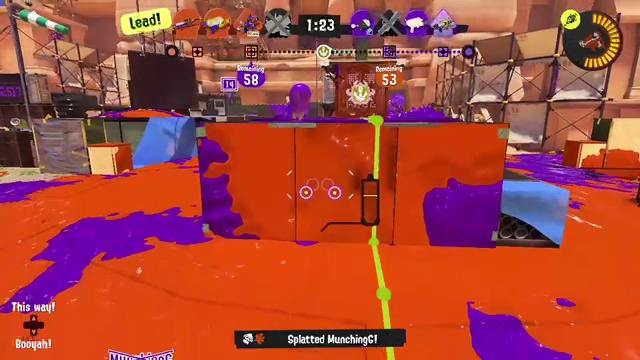 Lead!
1:23
Remaining
58
14
Remaining
53
This way!
Booyah!
Splatted MunchingC!